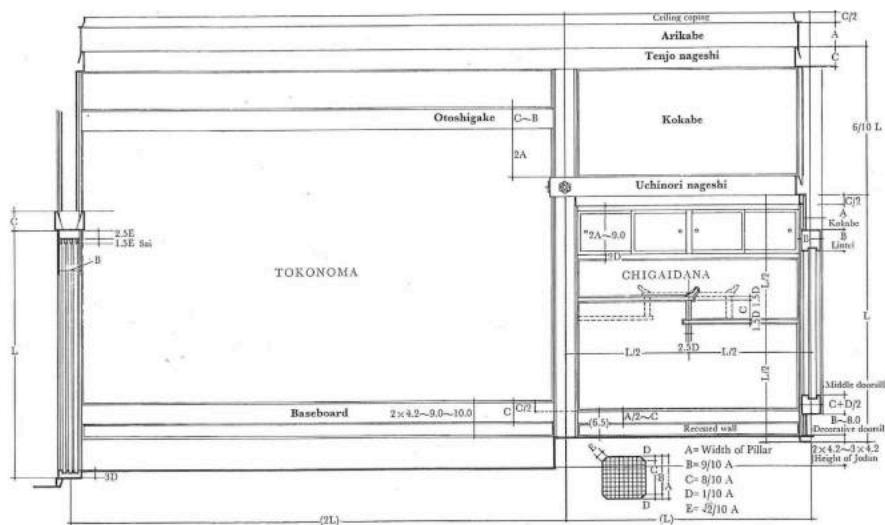 Ceiling coping
C/2
Arikabe
A
Tenjo nageshi
C
Otoshigake
C~B
Kokabe
6/10 L
2A
Uchinori nageshi
C
C/2
A
Kokabe
2.5E
1.5E Sai
B
2A~9.0
B
B
Lintel
2D
L/2
TOKONOMA
CHIGAIDANA
1.5D
C
1.5D
L
L
L/2
2.5D
L/2
L/2
Middle doorsill
Baseboard
2×4.2~9.0~10.0
C
C/2
A/2~C
C+D/2
(6.5)
B~8.0
Recessed wall
Decorative doorsill
2×4.2~3×4.2
Height of Jodan
3D
D
C
B
A
D
A= Width of Pillar
B= 9/10 A
C= 8/10 A
D= 1/10 A
E= √2/10 A
(2L)
(L)